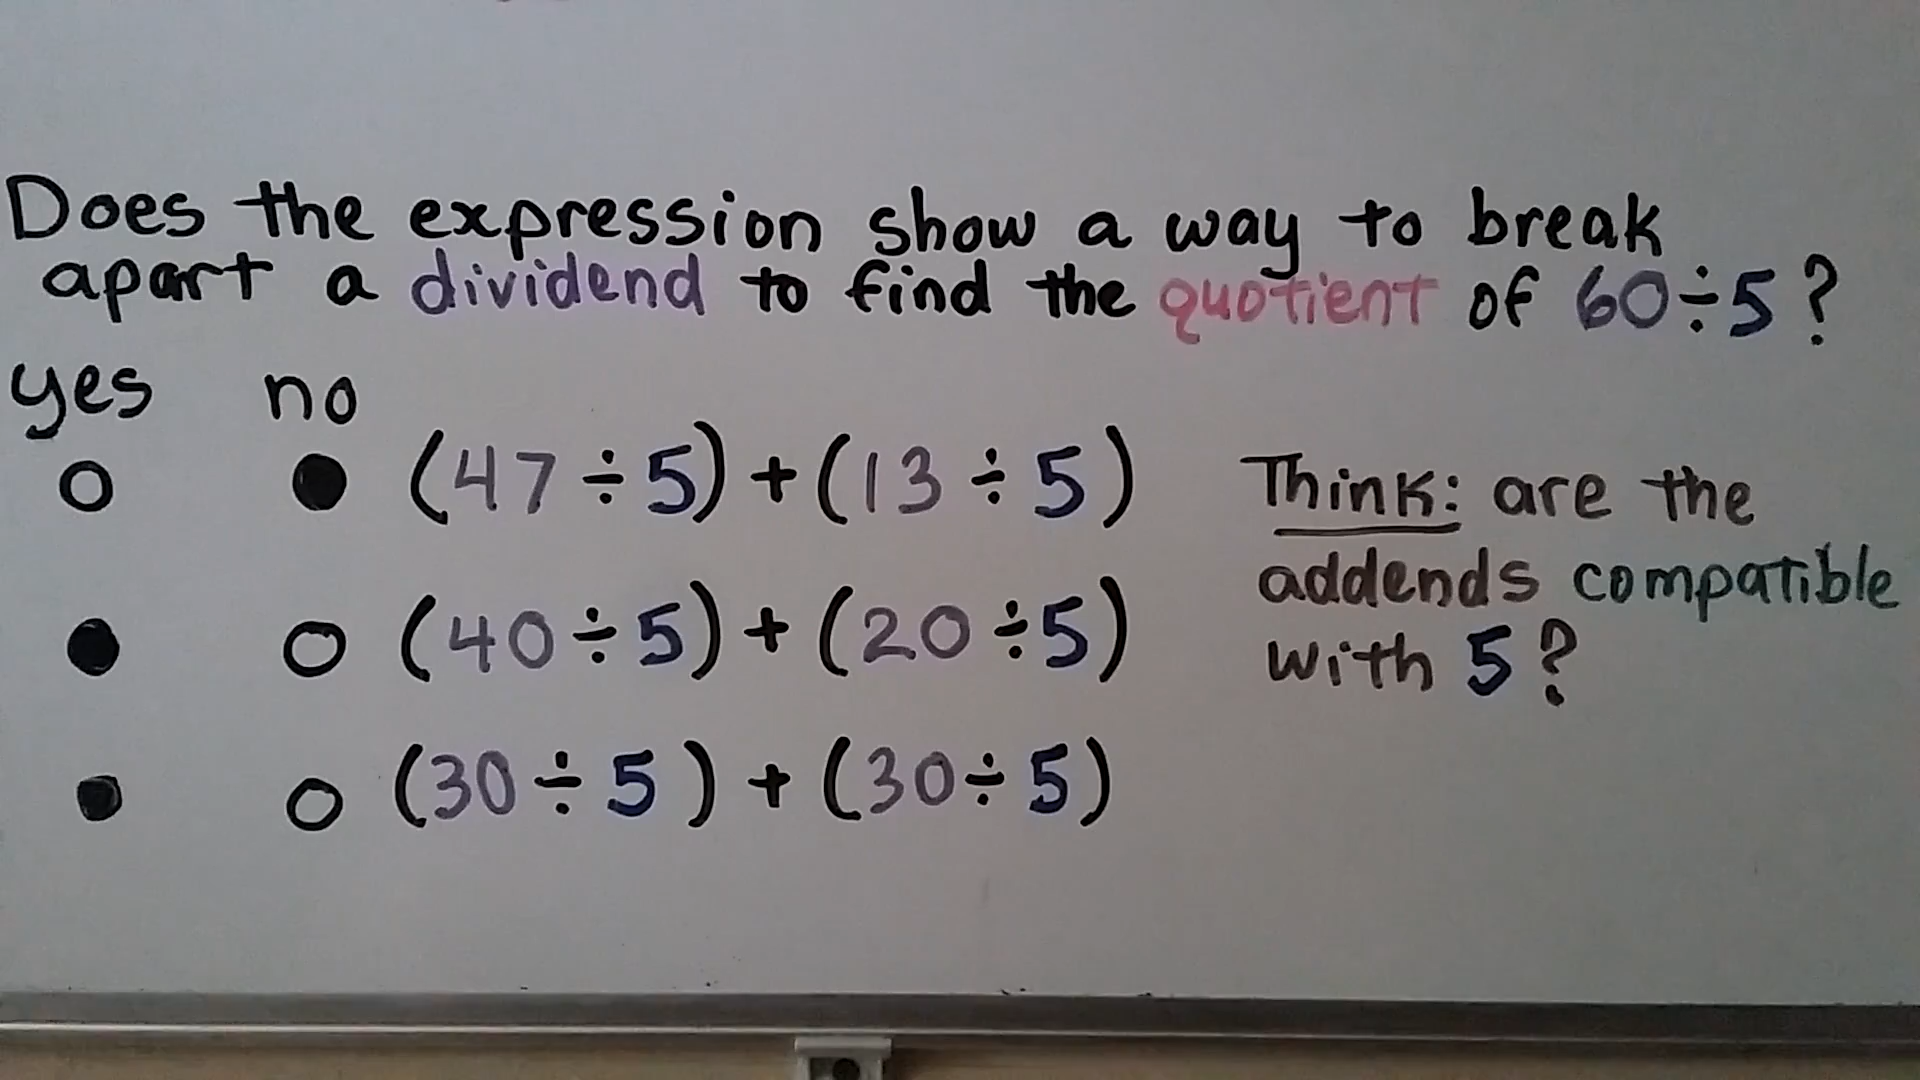 Does the expression show a way to break
apart a dividend to find the quotient of 60÷5?
yes no
(47÷5)+(13÷5)
(40÷5)+(20÷5)
(30÷5)+(30÷5)
Think: are the
addends compatible
with 5?